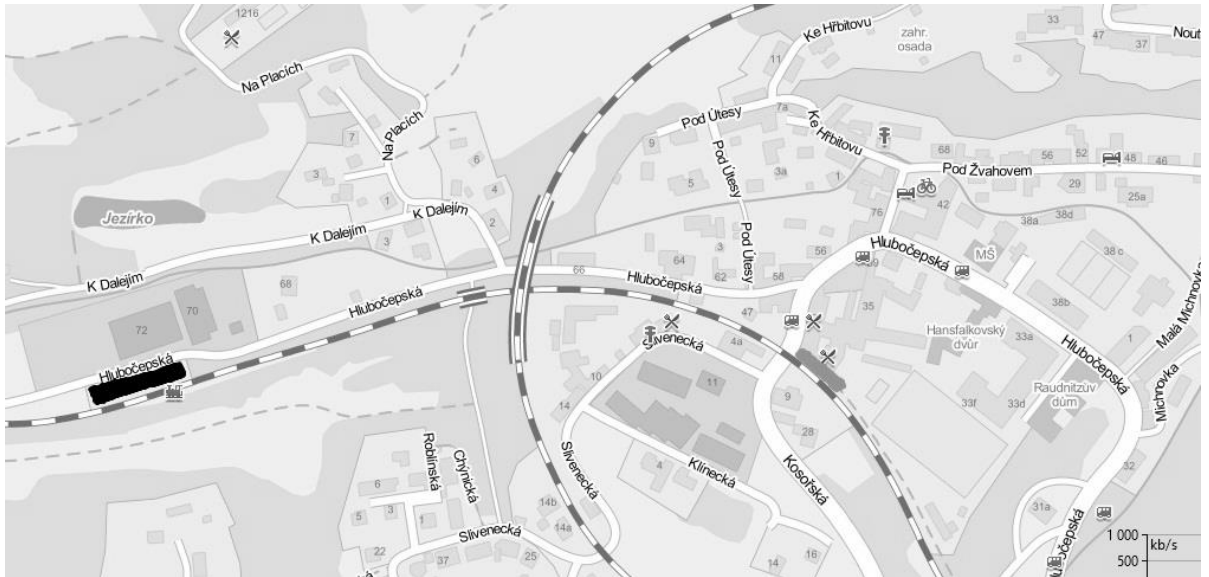 1216
Ke Hřbitovu
zahr.
osada
33
47
37
Nout
Na Placích
11
7a
Pod Útesy
Ke Hřbitovu
7
Na Placích
9
Pod Útesy
68
56
52
48
46
Pod Žvahovem
3
6
5
3a
1
29
25a
1
4
76
42
38a
38d
Jezírko
K Dalejím
2
Pod Útesy
K Dalejím
3
3
56
Hlubočepská
MŠ
38c
K Dalejím
66
64
62
58
Hlubočepská
68
Hlubočepská
35
38b
Malá Michnovka
72
70
47
Hansfalkovský
dvůr
33a
1
Slivenecká
4a
Hlubočepská
Hlubočepská
10
11
Raudnitzův
dům
Michnovka
14
9
33f
33d
28
Roblínská
Chýnická
Slivenecká
Klínecká
Kosořská
4
32
6
5
3
1
14b
14a
31a
Hlubočepská
Slivenecká
22
37
25
14
16
1 000
kb/s
500